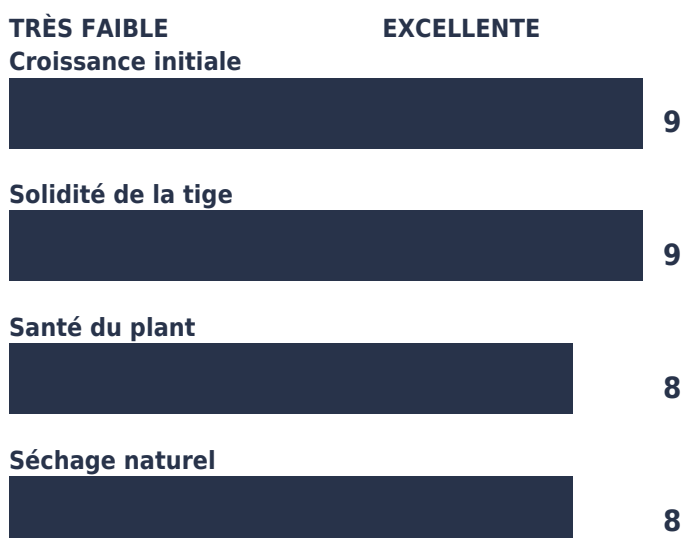 TRÈS FAIBLE EXCELLENTE
Croissance initiale
9
Solidité de la tige
9
Santé du plant
8
Séchage naturel
8